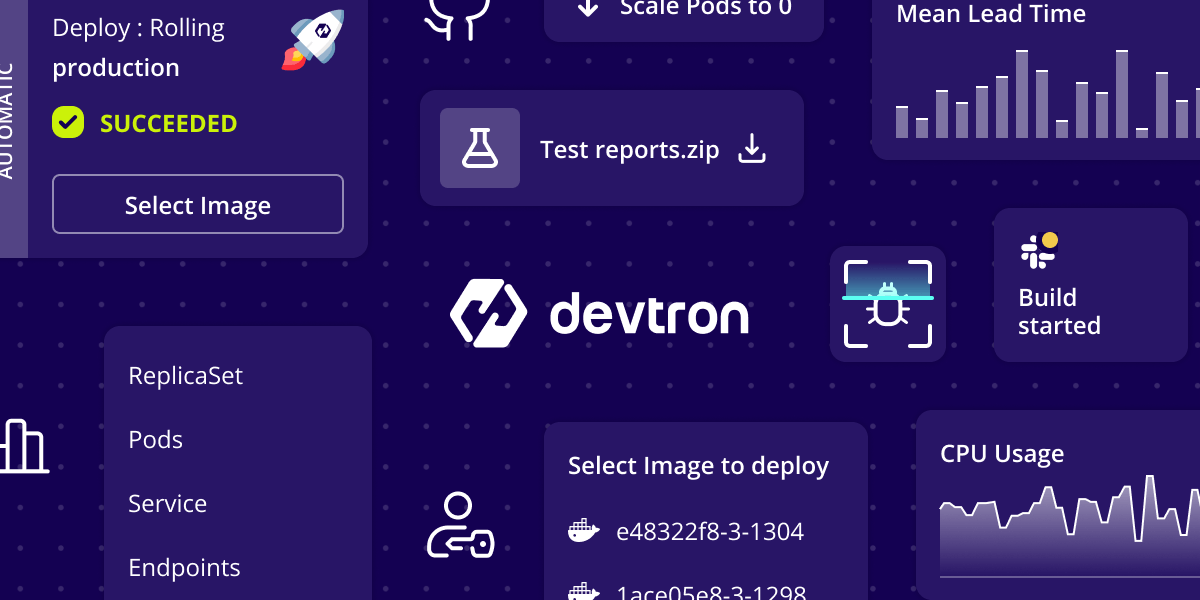 AUTOMATIC
Deploy : Rolling
production
SUCCEEDED
Select Image
Scale Pods to 0
Test reports.zip
Mean Lead Time
devtron
Build
started
ReplicaSet
Pods
Service
Endpoints
Select Image to deploy
e48322f8-3-1304
1ace05e8-3-1298
CPU Usage